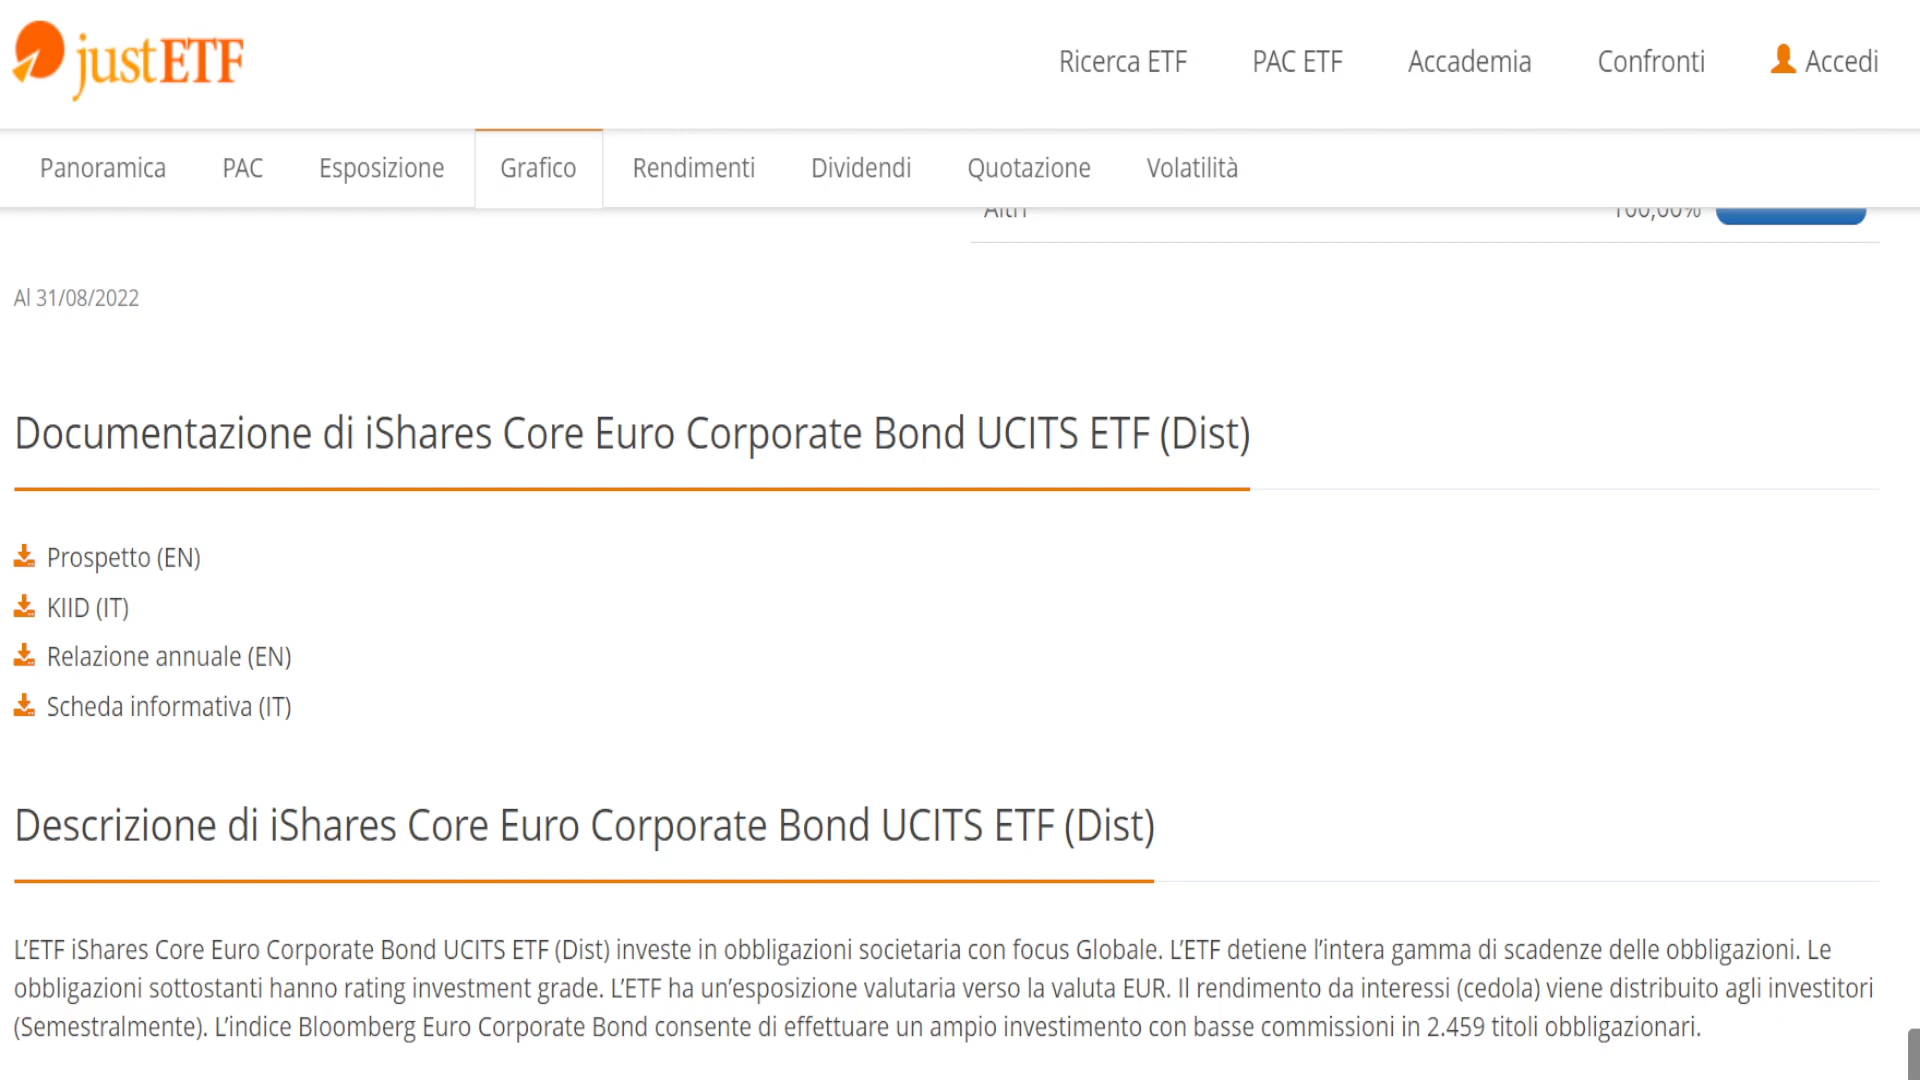 justETF
Ricerca ETF
PAC ETF
Accademia
Confronti
Accedi
Panoramica
PAC
Esposizione
Grafico
Rendimenti
Dividendi
Quotazione
Volatilità
Altri
100,00%
Al 31/08/2022
Documentazione di iShares Core Euro Corporate Bond UCITS ETF (Dist)
Prospetto (EN)
KIID (IT)
Relazione annuale (EN)
Scheda informativa (IT)
Descrizione di iShares Core Euro Corporate Bond UCITS ETF (Dist)
L’ETF iShares Core Euro Corporate Bond UCITS ETF (Dist) investe in obbligazioni societaria con focus Globale. L’ETF detiene l’intera gamma di scadenze delle obbligazioni. Le
obbligazioni sottostanti hanno rating investment grade. L’ETF ha un’esposizione valutaria verso la valuta EUR. Il rendimento da interessi (cedola) viene distribuito agli investitori
(Semestralmente). L’indice Bloomberg Euro Corporate Bond consente di effettuare un ampio investimento con basse commissioni in 2.459 titoli obbligazionari.